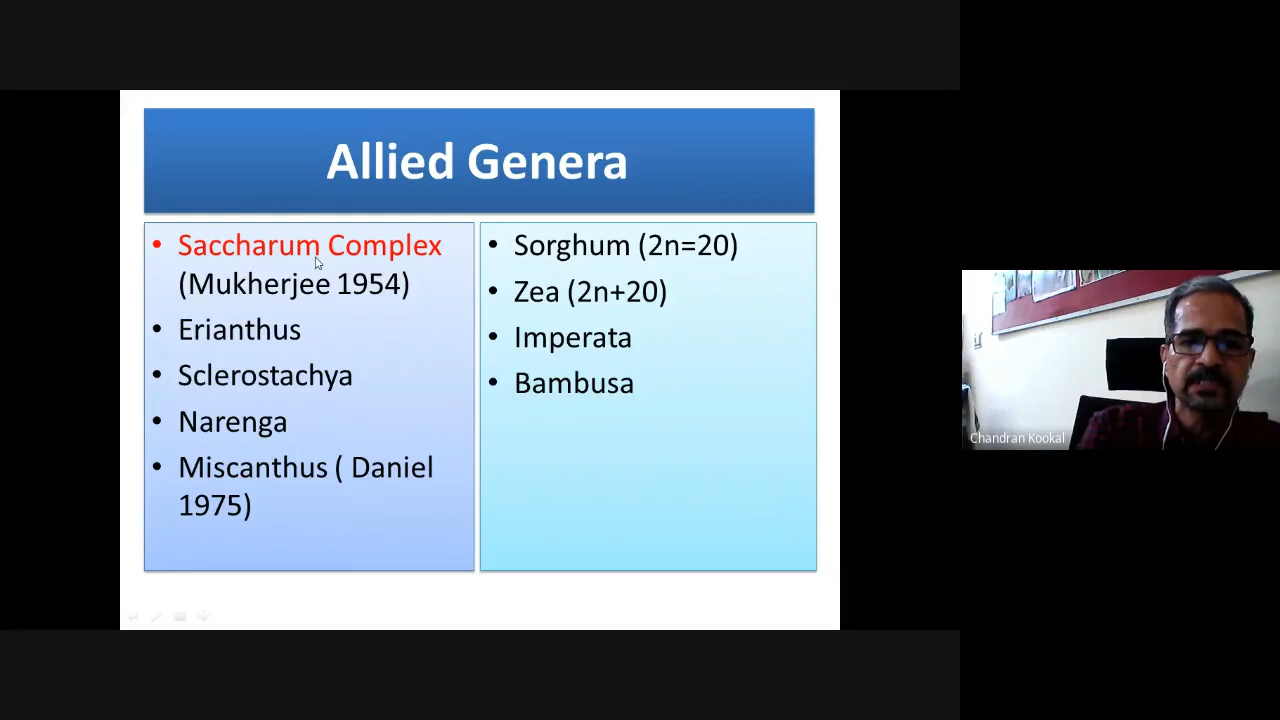 Allied Genera
• Saccharum Complex
(Mukherjee 1954)
• Erianthus
• Sclerostachya
• Narenga
• Miscanthus ( Daniel
1975)
• Sorghum (2n=20)
• Zea (2n+20)
• Imperata
• Bambusa
Chandran Kookal